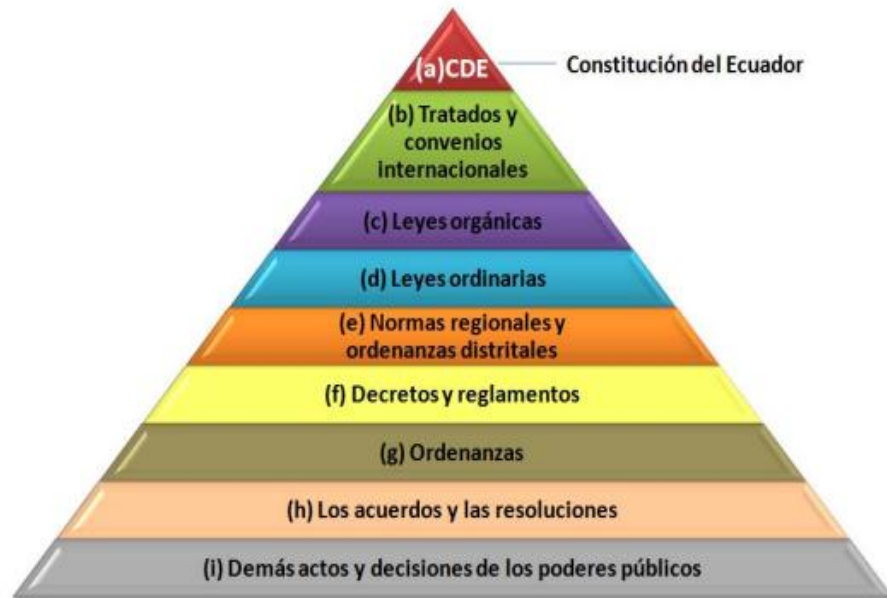 (a)CDE
Constitución del Ecuador
(b) Tratados y
convenios
internacionales
(c) Leyes orgánicas
(d) Leyes ordinarias
(e) Normas regionales y
ordenanzas distritales
(f) Decretos y reglamentos
(g) Ordenanzas
(h) Los acuerdos y las resoluciones
(i) Demás actos y decisiones de los poderes públicos